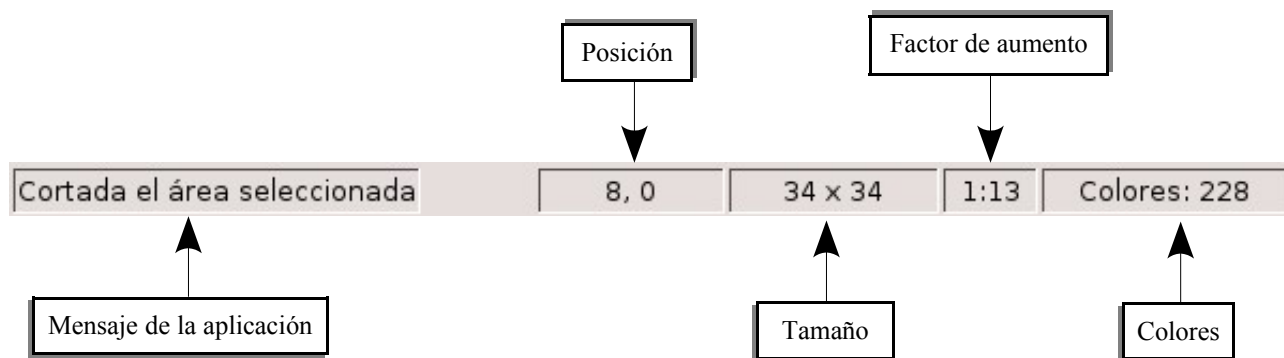 Posición
Factor de aumento
Cortada el área seleccionada
8, 0
34 x 34
1:13
Colores: 228
Mensaje de la aplicación
Tamaño
Colores